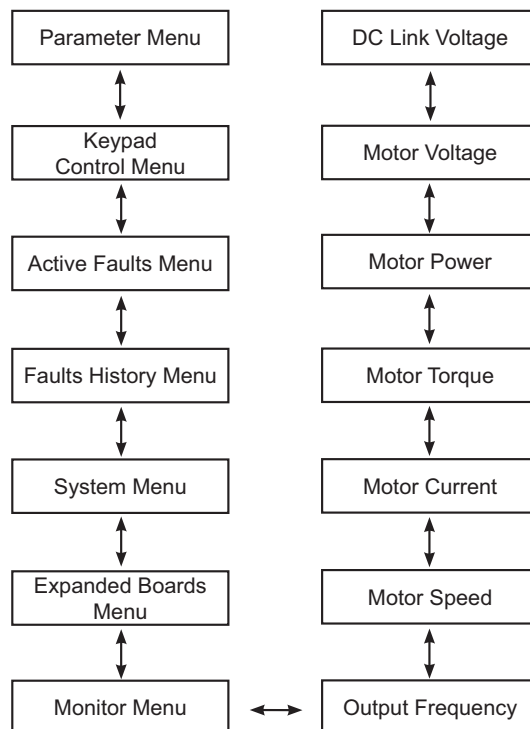 Parameter Menu
Keypad
Control Menu
Active Faults Menu
Faults History Menu
System Menu
Expanded Boards
Menu
Monitor Menu
DC Link Voltage
Motor Voltage
Motor Power
Motor Torque
Motor Current
Motor Speed
Output Frequency